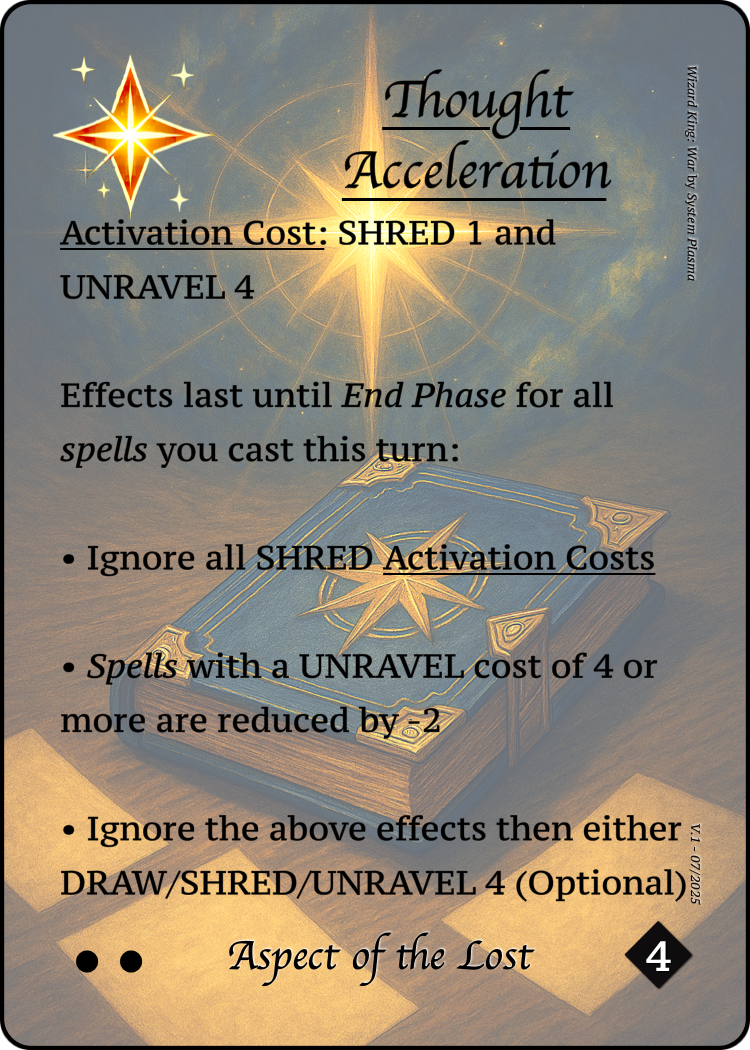 Thought
Acceleration
Wizard King: War by System Plasma
Activation Cost: SHRED 1 and
UNRAVEL 4
Effects last until End Phase for all
spells you cast this turn:
• Ignore all SHRED Activation Costs
• Spells with a UNRAVEL cost of 4 or
more are reduced by -2
• Ignore the above effects then either
DRAW/SHRED/UNRAVEL 4 (Optional)
V.1 - 07/2025
Aspect of the Lost
4